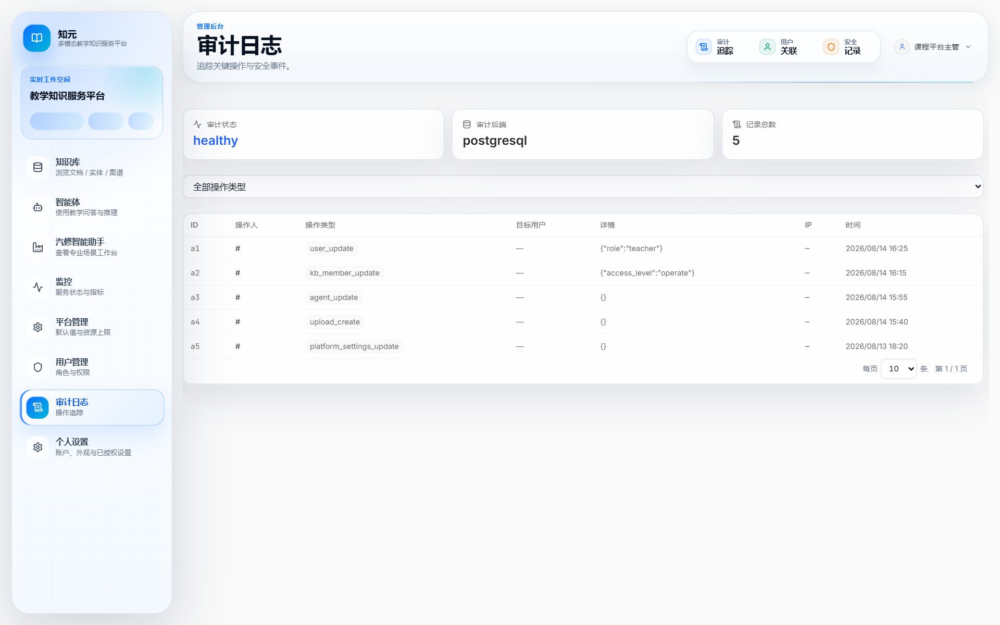 知元
多模态教学知识服务平台
实时工作空间
教学知识服务平台
知识库
浏览文档 / 实体 / 图谱
智能体
使用教学问答与推理
汽修智能助手
查看专业场景工作台
监控
服务状态与指标
平台管理
默认值与资源上限
用户管理
角色与权限
审计日志
操作追踪
个人设置
账户、外观与已授权设置
管理后台
审计日志
追踪关键操作与安全事件。
审计
追踪
用户
关联
安全
记录
课程平台主管
审计状态
healthy
审计后端
postgresql
记录总数
5
全部操作类型
ID 操作人 操作类型 目标用户 详情 IP 时间
a1 # user_update — {"role":"teacher"} — 2026/08/14 16:25
a2 # kb_member_update — {"access_level":"operate"} — 2026/08/14 16:15
a3 # agent_update — {} — 2026/08/14 15:55
a4 # upload_create — {} — 2026/08/14 15:40
a5 # platform_settings_update — {} — 2026/08/13 18:20
每页 10 条 第 1 / 1 页